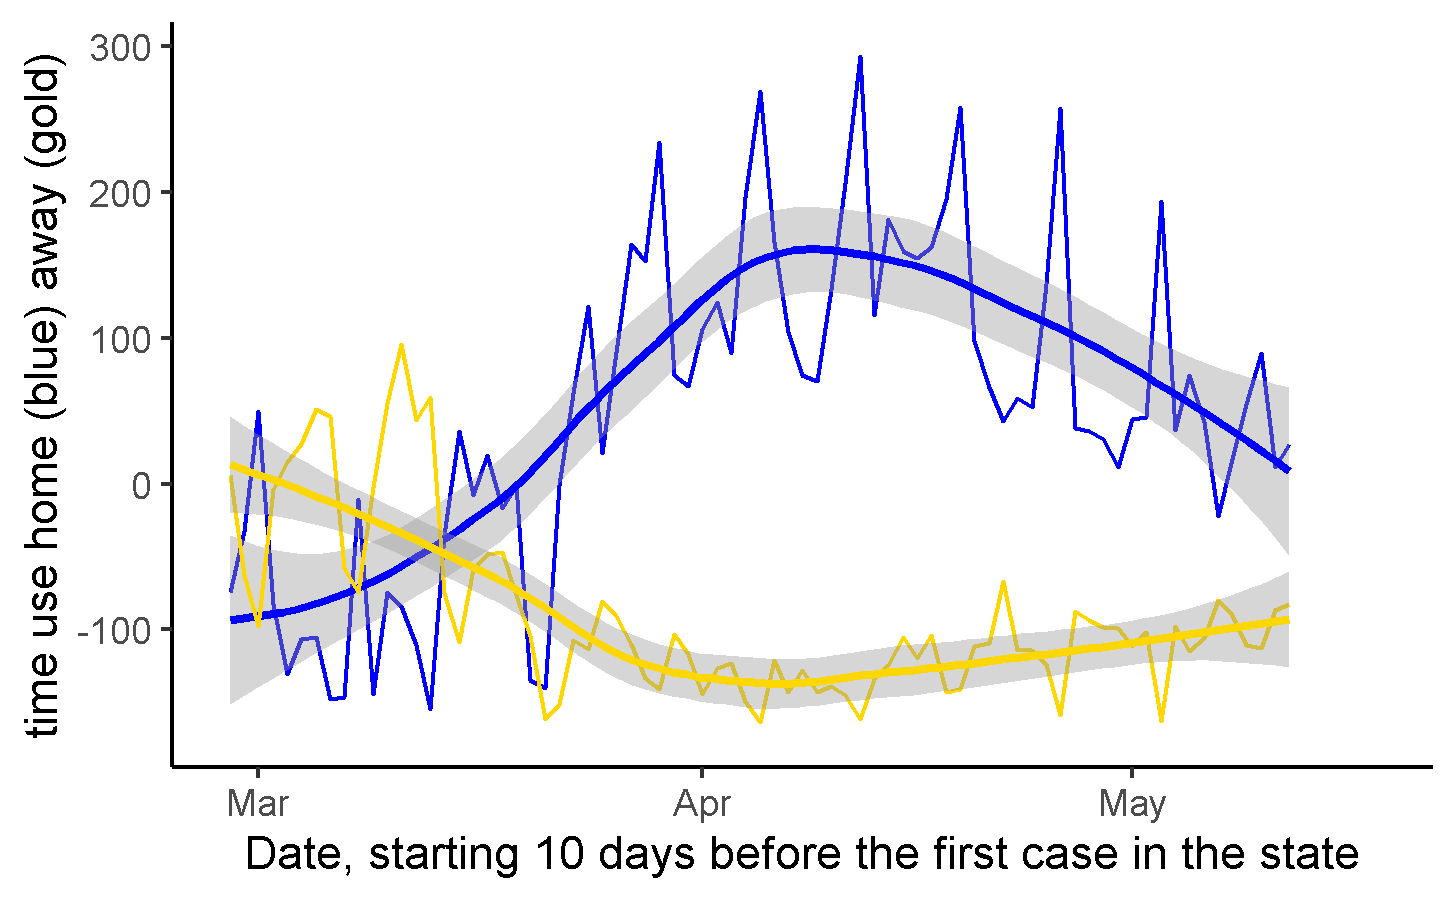 time use home (blue) away (gold)
300
200
100
0
-100
Mar
Apr
May
Date, starting 10 days before the first case in the state